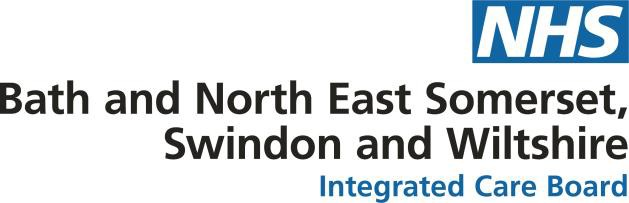 NHS
Bath and North East Somerset,
Swindon and Wiltshire
Integrated Care Board